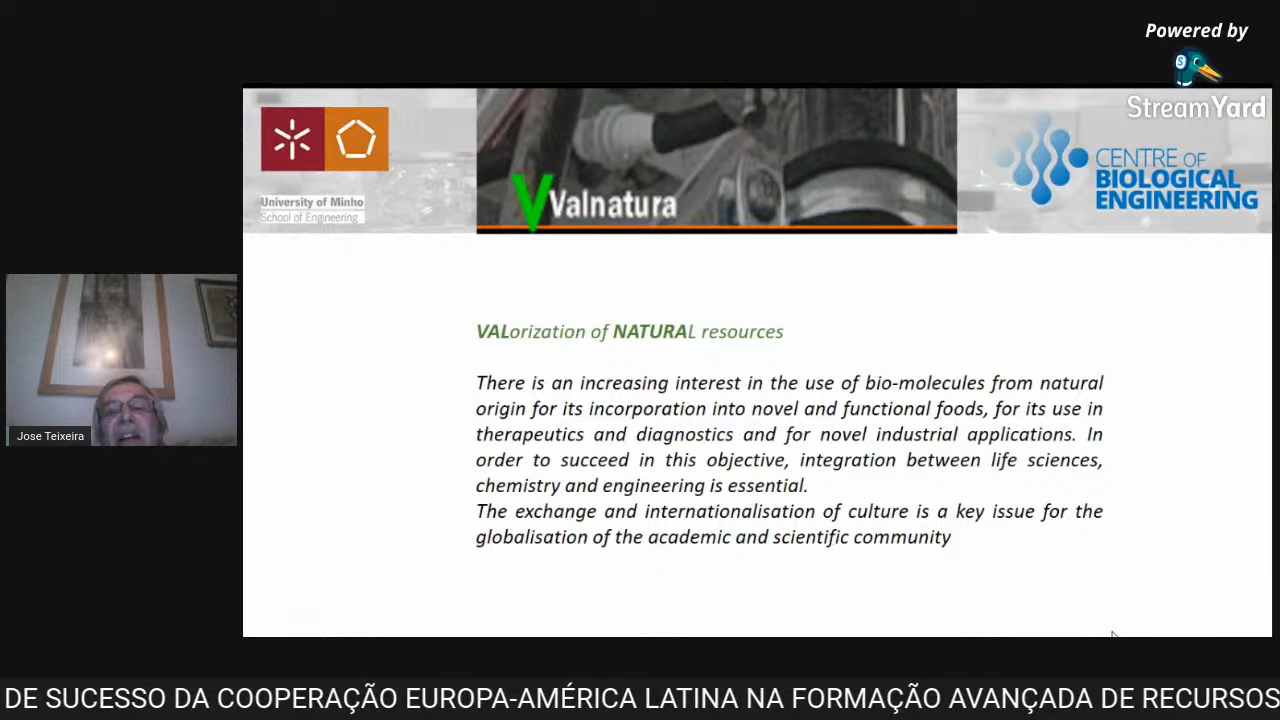 Powered by
StreamYard
University of Minho
School of Engineering
Valnatura
CENTRE OF
BIOLOGICAL
ENGINEERING
VALorization of NATURAL resources
There is an increasing interest in the use of bio-molecules from natural
origin for its incorporation into novel and functional foods, for its use in
therapeutics and diagnostics and for novel industrial applications. In
order to succeed in this objective, integration between life sciences,
chemistry and engineering is essential.
The exchange and internationalisation of culture is a key issue for the
globalisation of the academic and scientific community
Jose Teixeira
DE SUCESSO DA COOPERAÇÃO EUROPA-AMÉRICA LATINA NA FORMAÇÃO AVANÇADA DE RECURSOS